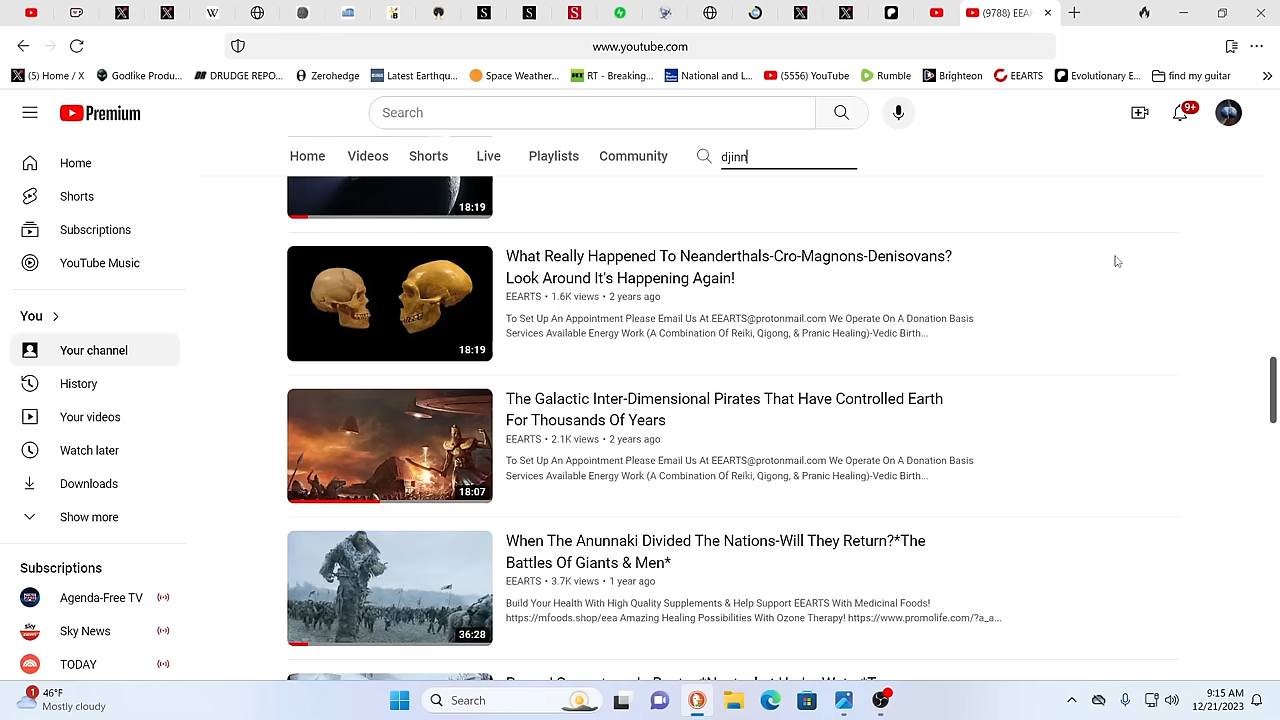 (9788) EEA
www.youtube.com
(5) Home / X
Godlike Produ...
DRUDGE REPO...
Zerohedge
Latest Earthqu...
Space Weather...
RT - Breaking...
National and L...
(5556) YouTube
Rumble
Brighteon
EEARTS
Evolutionary E...
find my guitar
Premium
Search
9+
Home
Videos
Shorts
Live
Playlists
Community
djinn
Home
Shorts
Subscriptions
YouTube Music
You
Your channel
History
Your videos
Watch later
Downloads
Show more
Subscriptions
Agenda-Free TV
Sky News
TODAY
18:19
What Really Happened To Neanderthals-Cro-Magnons-Denisovans?
Look Around It's Happening Again!
EEARTS • 1.6K views • 2 years ago
To Set Up An Appointment Please Email Us At EEARTS@protonmail.com We Operate On A Donation Basis
Services Available Energy Work (A Combination Of Reiki, Qigong, & Pranic Healing)-Vedic Birth...
18:19
The Galactic Inter-Dimensional Pirates That Have Controlled Earth
For Thousands Of Years
EEARTS • 2.1K views • 2 years ago
To Set Up An Appointment Please Email Us At EEARTS@protonmail.com We Operate On A Donation Basis
Services Available Energy Work (A Combination Of Reiki, Qigong, & Pranic Healing)-Vedic Birth...
18:07
When The Anunnaki Divided The Nations-Will They Return?*The
Battles Of Giants & Men*
EEARTS • 3.7K views • 1 year ago
Build Your Health With High Quality Supplements & Help Support EEARTS With Medicinal Foods!
https://mfoods.shop/eea Amazing Healing Possibilities With Ozone Therapy! https://www.promolife.com/?a_a...
36:28
1
46°F
Mostly cloudy
Search
9:15 AM
12/21/2023